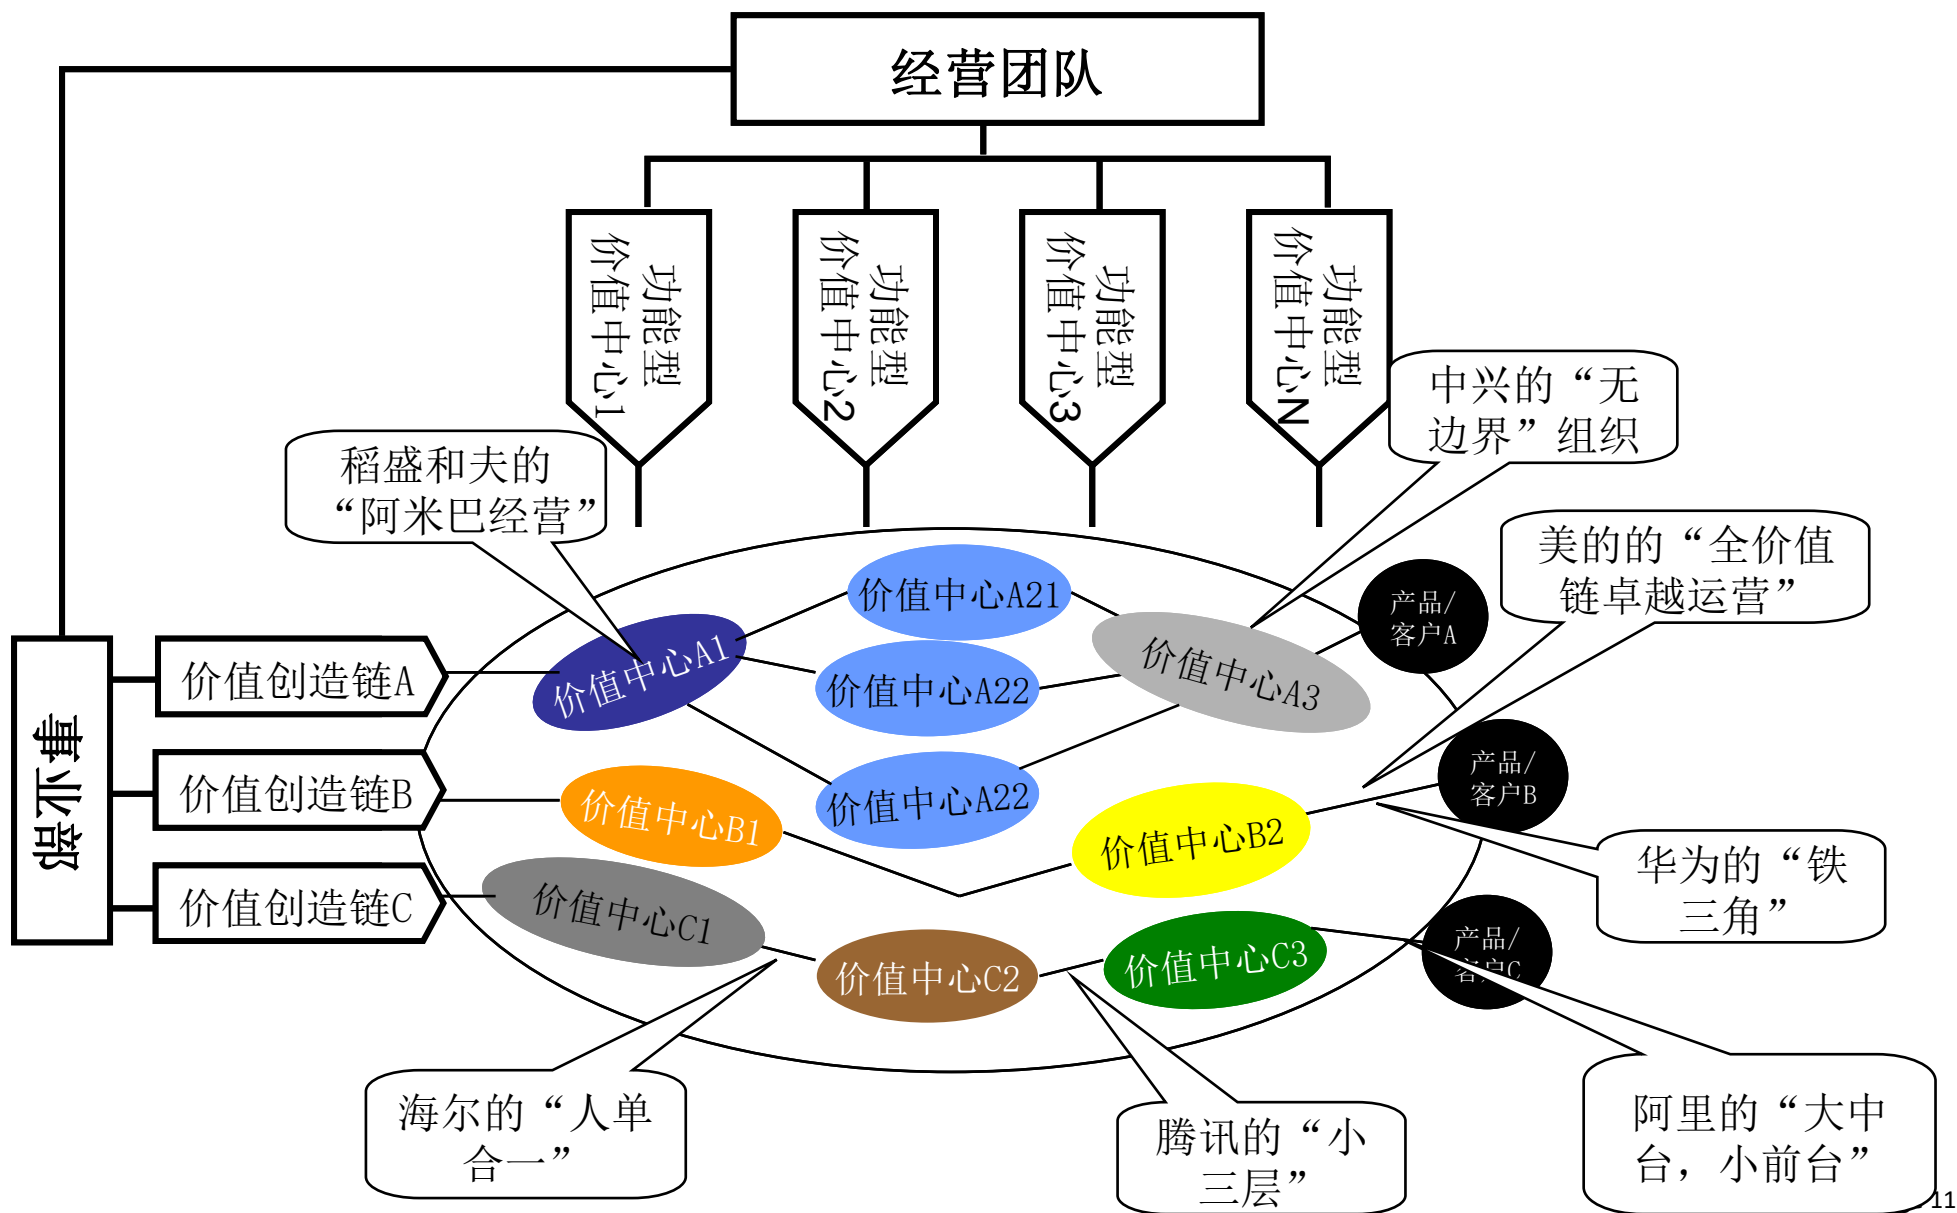 经营团队
功能型
价值中心1
功能型
价值中心2
功能型
价值中心3
功能型
价值中心N
中兴的“无
边界”组织
稻盛和夫的
“阿米巴经营”
美的的“全价值
链卓越运营”
价值中心A21
产品/
客户A
价值创造链A
价值中心A1
价值中心A22
价值中心A3
事业部
价值创造链B
价值中心B1
价值中心A22
价值中心B2
产品/
客户B
华为的“铁
三角”
价值创造链C
价值中心C1
价值中心C2
价值中心C3
产品/
客户C
海尔的“人单
合一”
腾讯的“小
三层”
阿里的“大中
台，小前台”
11